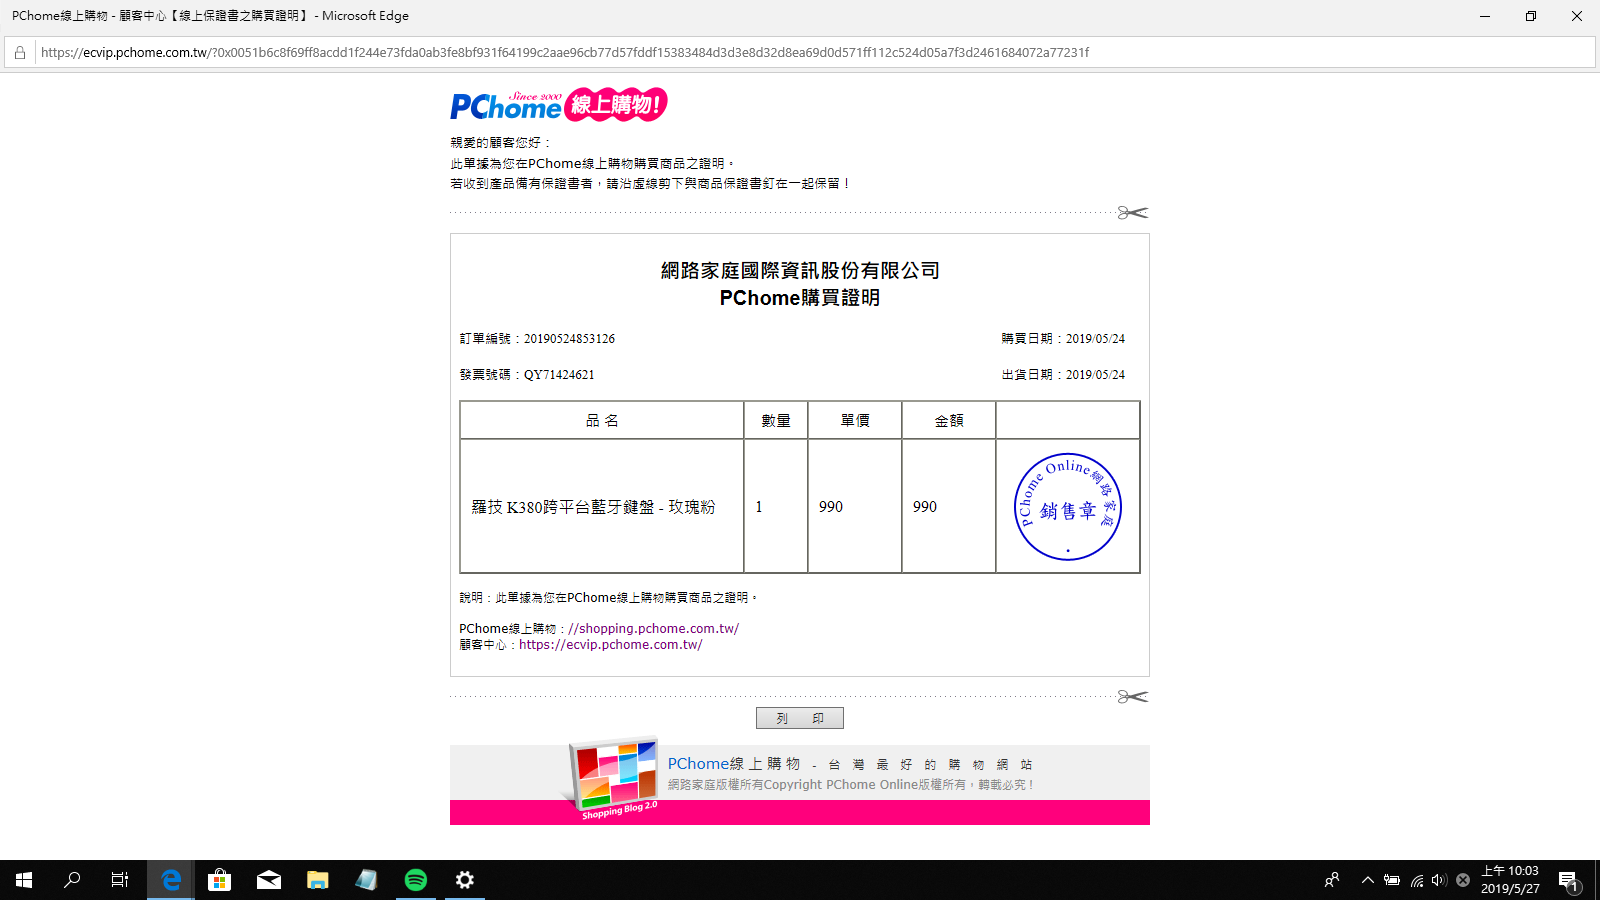 PChome線上購物 - 顧客中心【線上保證書之購買證明】 - Microsoft Edge
https://ecvip.pchome.com.tw/?0x0051b6c8f69ff8acdd1f244e73fda0ab3fe8bf931f64199c2aae96cb77d57fddf15383484d3d3e8d32d8ea69d0d571ff112c524d05a7f3d2461684072a77231f
Since 2000
PChome 線上購物!
親愛的顧客您好：
此單據為您在PChome線上購物購買商品之證明。
若收到產品備有保證書者，請沿虛線剪下與商品保證書釘在一起保留！
網路家庭國際資訊股份有限公司
PChome購買證明
訂單編號：20190524853126 購買日期：2019/05/24
發票號碼：QY71424621 出貨日期：2019/05/24
品 名 數量 單價 金額
羅技 K380跨平台藍牙鍵盤 - 玫瑰粉 1 990 990
PChome Online網路家庭
銷售章
說明：此單據為您在PChome線上購物購買商品之證明。
PChome線上購物：//shopping.pchome.com.tw/
顧客中心：https://ecvip.pchome.com.tw/
列 印
PChome線上購物 - 台灣最好的購物網站
網路家庭版權所有Copyright PChome Online版權所有，轉載必究！
Shopping Blog 2.0
上午 10:03
2019/5/27
1